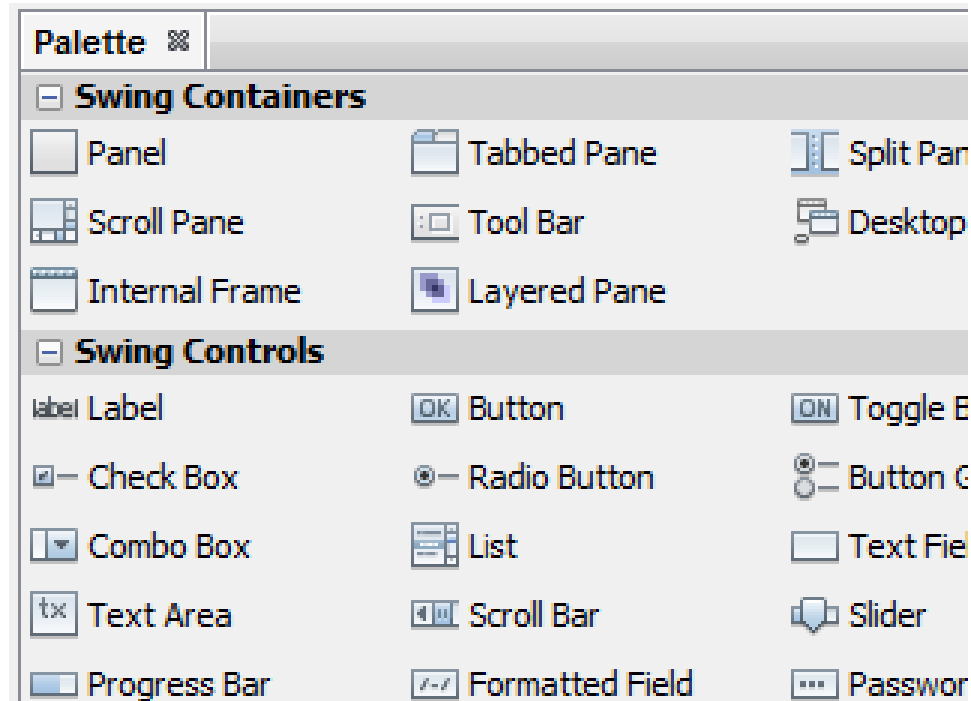 Palette
Swing Containers
Panel Tabbed Pane Split Pan
Scroll Pane Tool Bar Desktop
Internal Frame Layered Pane
Swing Controls
label Label OK Button ON Toggle B
Check Box Radio Button Button G
Combo Box List Text Fie
tx Text Area Scroll Bar Slider
Progress Bar Formatted Field Passwor